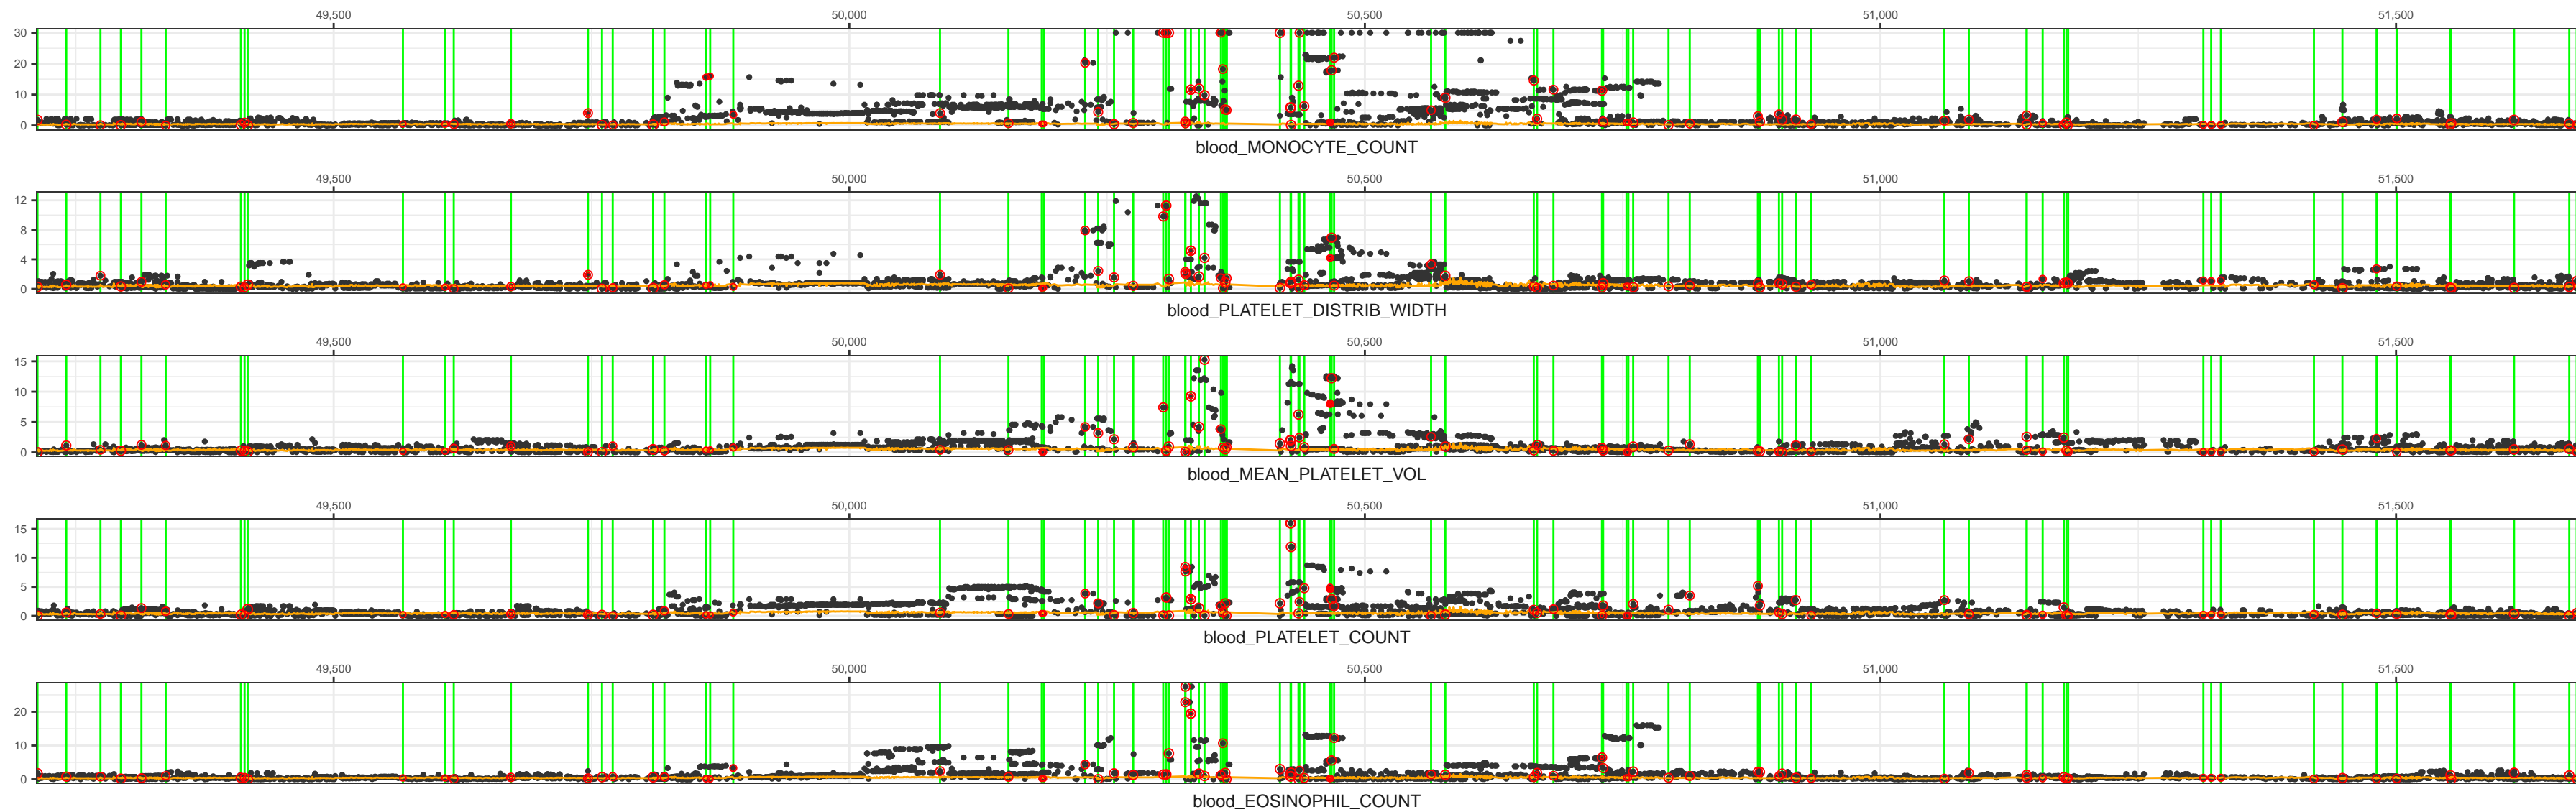 49,500 50,000 50,500 51,000 51,500
30
20
10
0
blood_MONOCYTE_COUNT
49,500 50,000 50,500 51,000 51,500
12
8
4
0
blood_PLATELET_DISTRIB_WIDTH
49,500 50,000 50,500 51,000 51,500
15
10
5
0
blood_MEAN_PLATELET_VOL
49,500 50,000 50,500 51,000 51,500
15
10
5
0
blood_PLATELET_COUNT
49,500 50,000 50,500 51,000 51,500
20
10
0
blood_EOSINOPHIL_COUNT